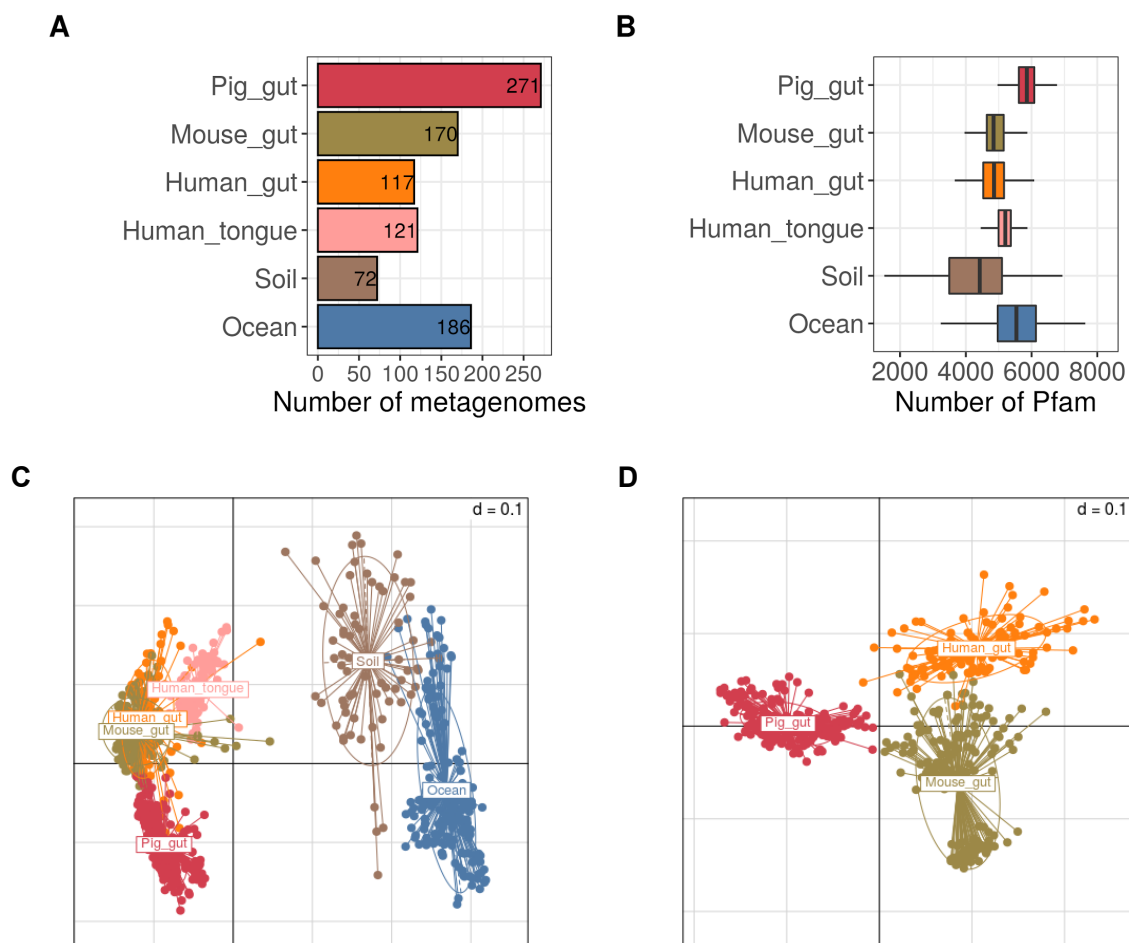 A
Pig_gut
271
Mouse_gut
170
Human_gut
117
Human_tongue
121
Soil
72
Ocean
186
0 50 100 150 200 250
Number of metagenomes
B
Pig_gut
Mouse_gut
Human_gut
Human_tongue
Soil
Ocean
2000 4000 6000 8000
Number of Pfam
C
d = 0.1
Soil
Human_tongue
Human_gut
Mouse_gut
Ocean
Pig_gut
D
d = 0.1
Human_gut
Pig_gut
Mouse_gut